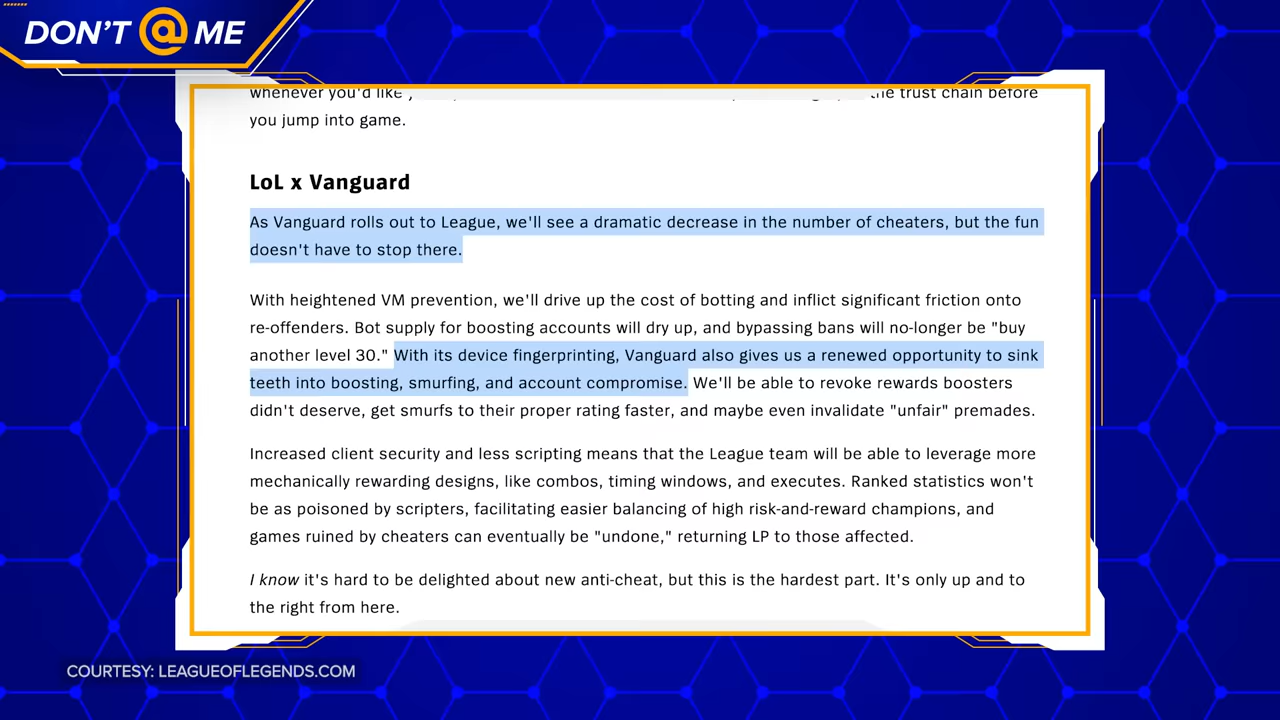 DON'T @ ME
whenever you'd like the trust chain before
you jump into game.
LoL x Vanguard
As Vanguard rolls out to League, we'll see a dramatic decrease in the number of cheaters, but the fun
doesn't have to stop there.
With heightened VM prevention, we'll drive up the cost of botting and inflict significant friction onto
re-offenders. Bot supply for boosting accounts will dry up, and bypassing bans will no-longer be "buy
another level 30." With its device fingerprinting, Vanguard also gives us a renewed opportunity to sink
teeth into boosting, smurfing, and account compromise. We'll be able to revoke rewards boosters
didn't deserve, get smurfs to their proper rating faster, and maybe even invalidate "unfair" premades.
Increased client security and less scripting means that the League team will be able to leverage more
mechanically rewarding designs, like combos, timing windows, and executes. Ranked statistics won't
be as poisoned by scripters, facilitating easier balancing of high risk-and-reward champions, and
games ruined by cheaters can eventually be "undone," returning LP to those affected.
I know it's hard to be delighted about new anti-cheat, but this is the hardest part. It's only up and to
the right from here.
COURTESY: LEAGUEOFLEGENDS.COM